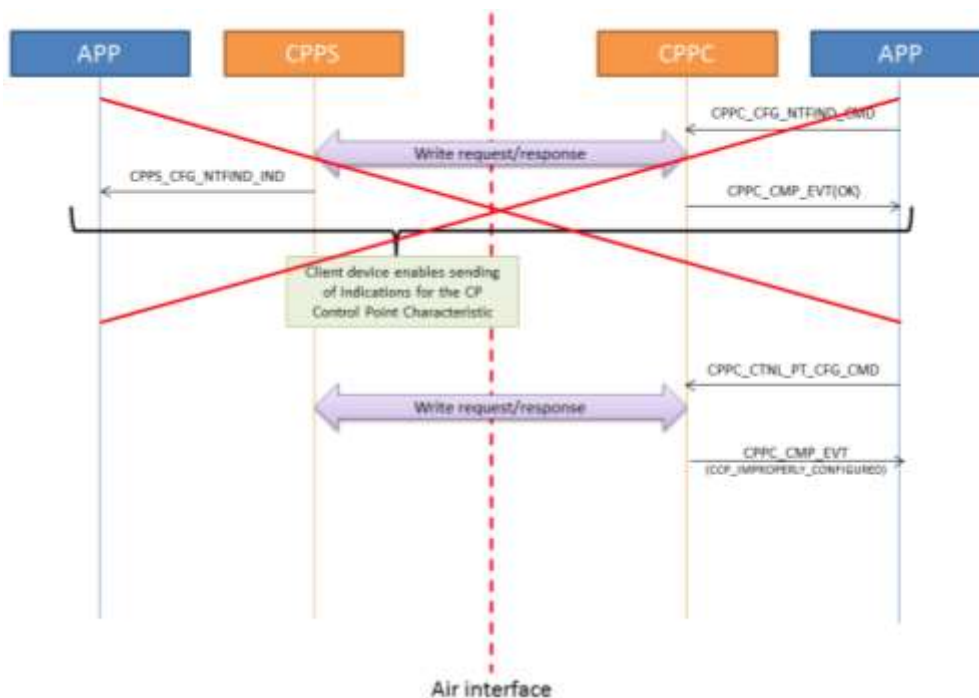 APP
CPPS
CPPC
APP
CPPC_CFG_NTFIND_CMD
Write request/response
CPPS_CFG_NTFIND_IND
CPPC_CMP_EVT(OK)
Client device enables sending
of Indications for the CP
Control Point Characteristic
CPPC_CTNL_PT_CFG_CMD
Write request/response
CPPC_CMP_EVT
(CCP_IMPROPERLY_CONFIGURED)
Air interface